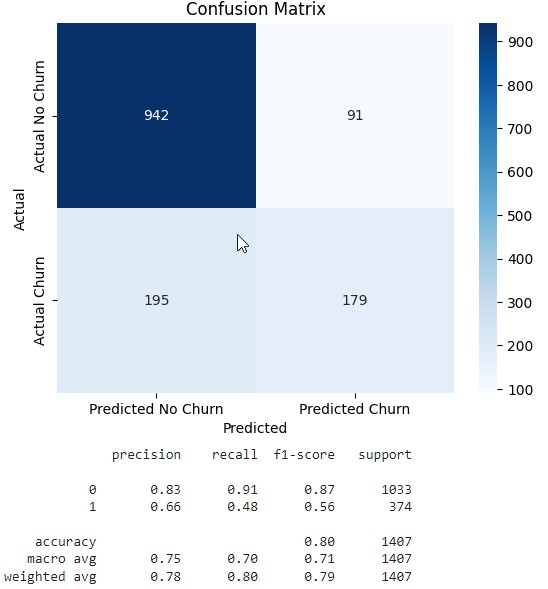 Confusion Matrix
900
Actual No Churn
942
91
800
700
600
Actual
500
400
Actual Churn
195
179
300
200
100
Predicted No Churn
Predicted Churn
Predicted
precision recall f1-score support
0 0.83 0.91 0.87 1033
1 0.66 0.48 0.56 374
accuracy 0.80 1407
macro avg 0.75 0.70 0.71 1407
weighted avg 0.78 0.80 0.79 1407